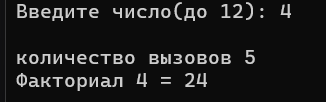 Введите число(до 12): 4
количество вызовов 5
Факториал 4 = 24